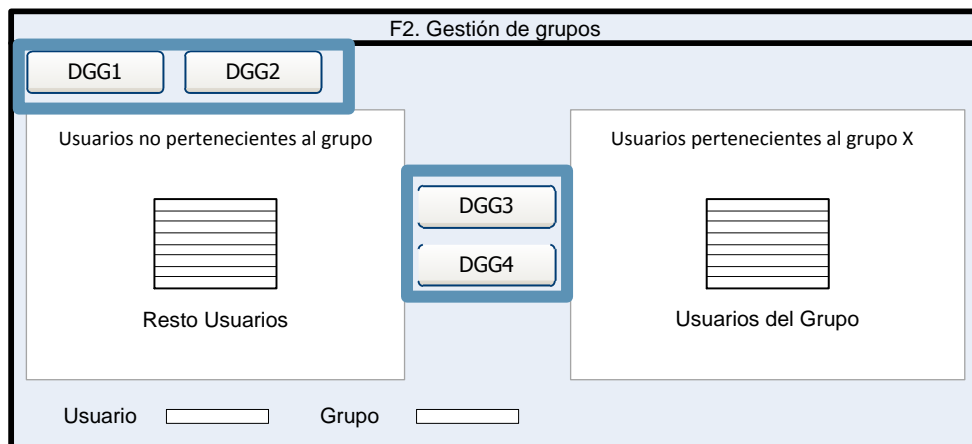 F2. Gestión de grupos
DGG1 DGG2
Usuarios no pertenecientes al grupo
Usuarios pertenecientes al grupo X
DGG3
DGG4
Resto Usuarios
Usuarios del Grupo
Usuario Grupo